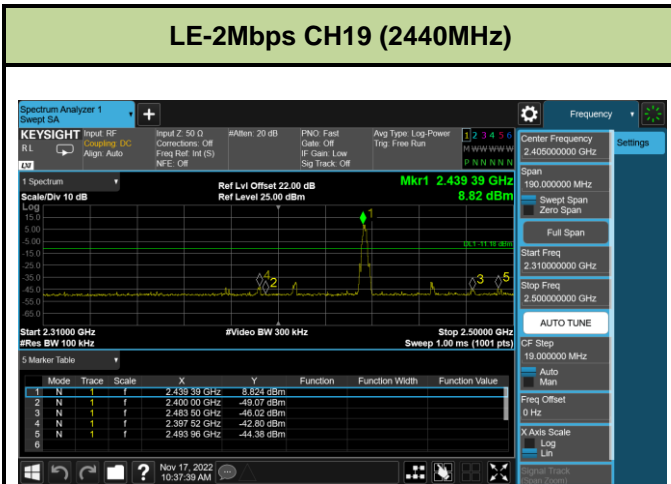 LE-2Mbps CH19 (2440MHz)
Spectrum Analyzer 1
Swept SA
+
Frequency
KEYSIGHT
R L
LXI
Input: RF
Coupling: DC
Align: Auto
Input Z: 50 Ω
Corrections: Off
Freq Ref: Int (S)
NFE: Off
#Atten: 20 dB
PNO: Fast
Gate: Off
IF Gain: Low
Sig Track: Off
Avg Type: Log-Power
Trig: Free Run
1 2 3 4 5 6
M W W W W W
P N N N N N
Center Frequency
2.405000000 GHz
Settings
1 Spectrum
Scale/Div 10 dB
Ref Lvl Offset 22.00 dB
Ref Level 25.00 dBm
Mkr1 2.439 39 GHz
8.82 dBm
Span
190.000000 MHz
Swept Span
Zero Span
Full Span
Log
15.0
5.00
-5.00
-15.0
-25.0
-35.0
-45.0
-55.0
-65.0
1
DL1 -11.18 dBm
4
2
3
5
Start Freq
2.310000000 GHz
Stop Freq
2.500000000 GHz
AUTO TUNE
Start 2.31000 GHz
#Res BW 100 kHz
#Video BW 300 kHz
Stop 2.50000 GHz
Sweep 1.00 ms (1001 pts)
CF Step
19.000000 MHz
Auto
Man
5 Marker Table
Mode Trace Scale X Y Function Function Width Function Value
1 N 1 f 2.439 39 GHz 8.824 dBm
2 N 1 f 2.400 00 GHz -49.07 dBm
3 N 1 f 2.483 50 GHz -46.02 dBm
4 N 1 f 2.397 52 GHz -42.80 dBm
5 N 1 f 2.493 96 GHz -44.38 dBm
6
Freq Offset
0 Hz
X Axis Scale
Log
Lin
Signal Track
(Span Zoom)
?
Nov 17, 2022
10:37:39 AM